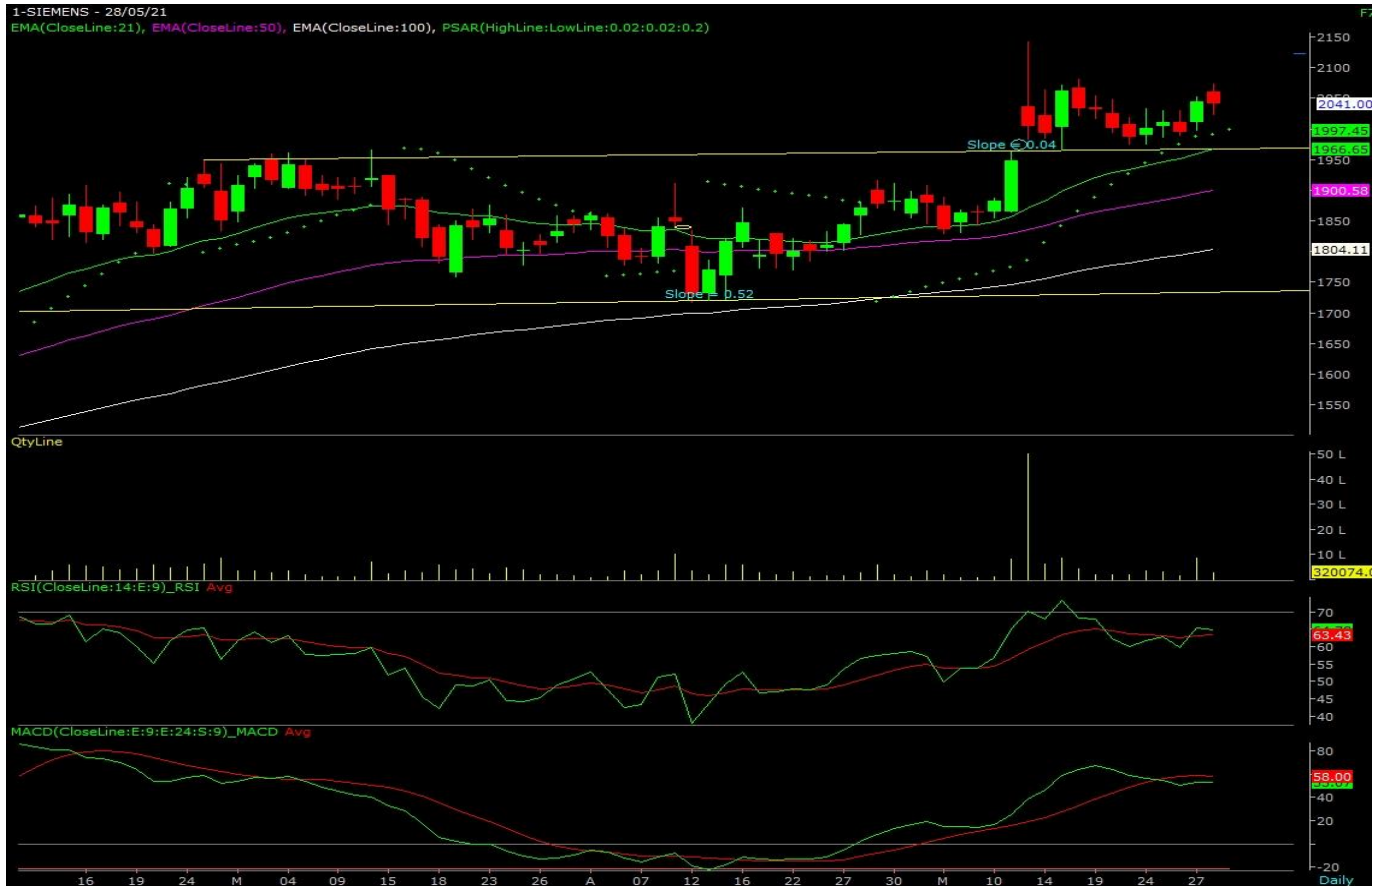 1-SIEMENS - 28/05/21
EMA(CloseLine:21), EMA(CloseLine:50), EMA(CloseLine:100), PSAR(HighLine:LowLine:0.02:0.02:0.2)
2150
2100
2041.00
1997.45
1966.65
1950
1900.58
1850
1804.11
1750
1700
1650
1600
1550
Slope = 0.04
Slope = 0.52
QtyLine
50 L
40 L
30 L
20 L
10 L
320074.
RSI(CloseLine:14:E:9)_RSI Avg
70
63.43
60
55
50
45
40
MACD(CloseLine:E:9:E:24:S:9)_MACD Avg
80
58.00
40
20
-20
16 19 24 M 04 09 13 18 23 26 A 07 12 16 22 27 M 10 14 19 24 27 Daily